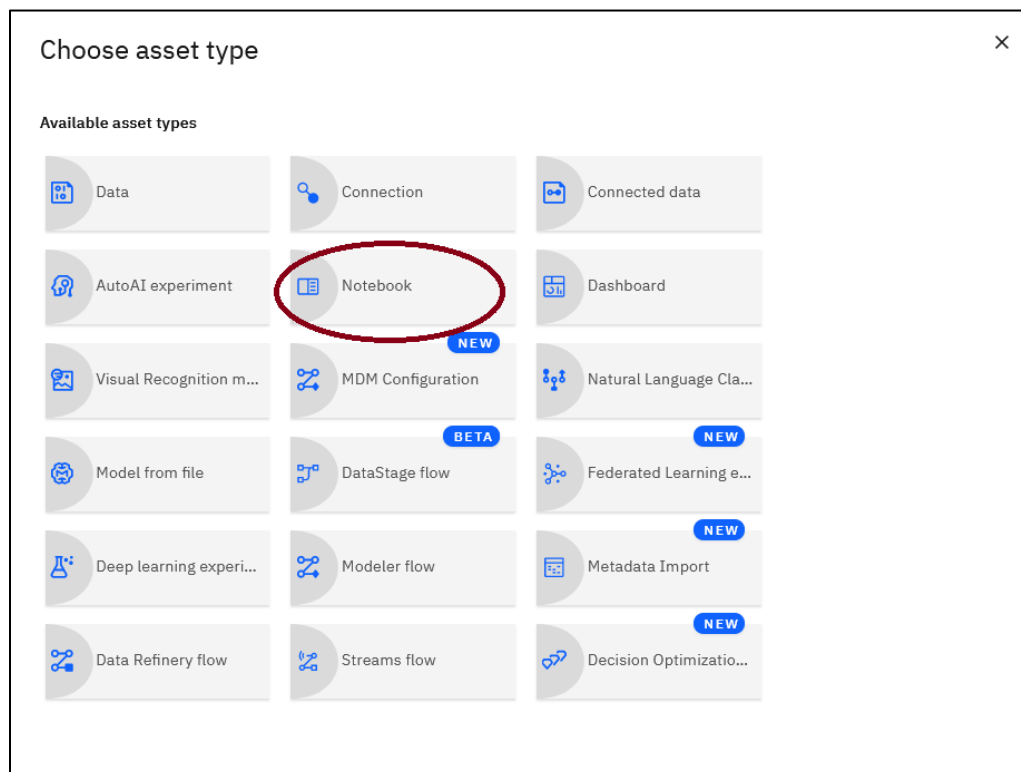 Choose asset type
Available asset types
Data
Connection
Connected data
AutoAI experiment
Notebook
Dashboard
NEW
Visual Recognition m...
MDM Configuration
Natural Language Cla...
BETA
NEW
Model from file
DataStage flow
Federated Learning e...
NEW
Deep learning experi...
Modeler flow
Metadata Import
NEW
Data Refinery flow
Streams flow
Decision Optimizatio...